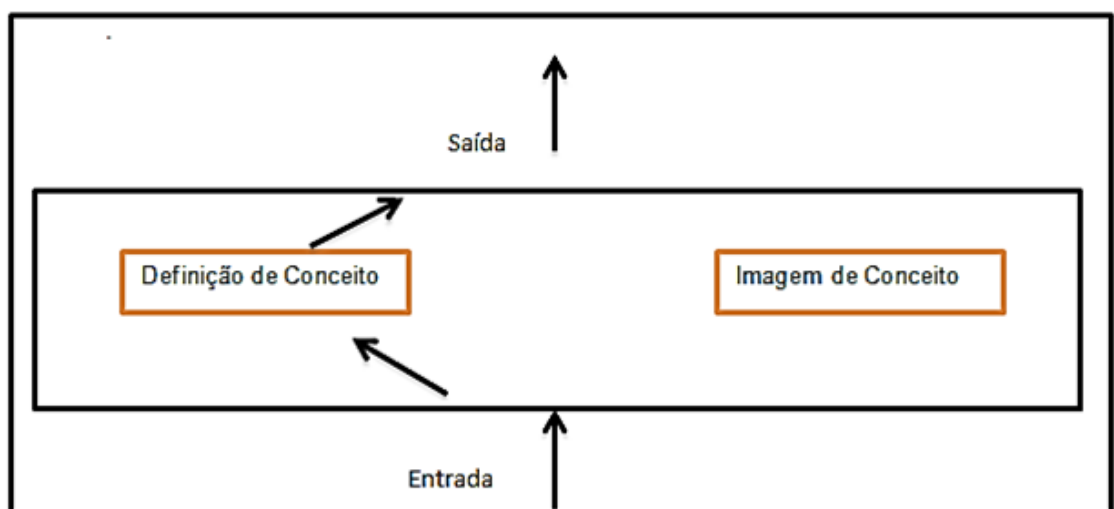 Saída
Definição de Conceito
Imagem de Conceito
Entrada